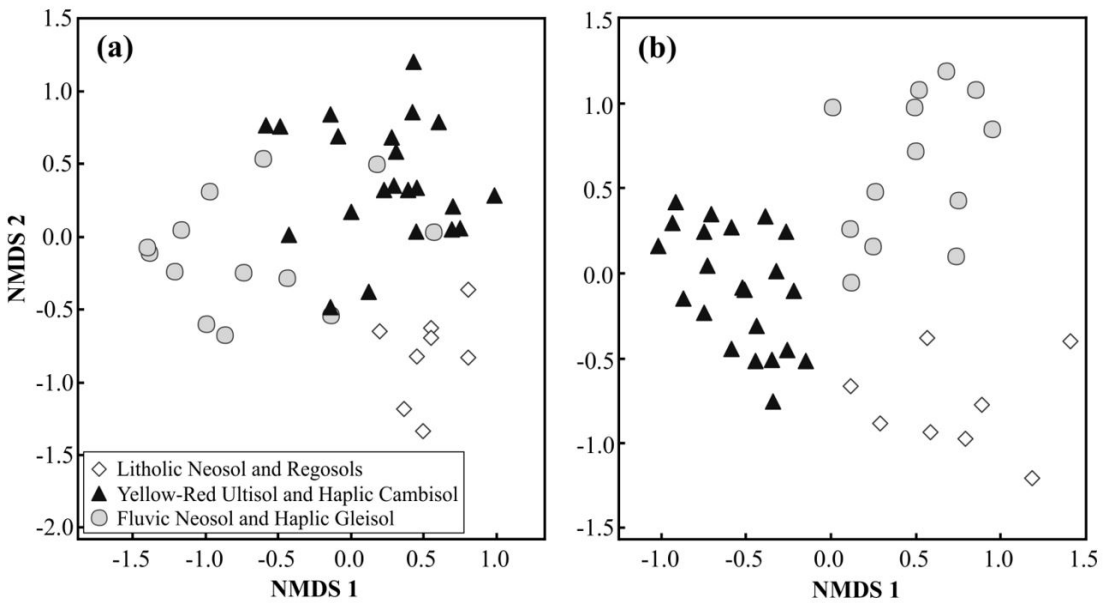 (a)
1.5
1.0
0.5
0.0
-0.5
-1.0
-1.5
-2.0
NMDS 2
Litholic Neosol and Regosols
Yellow-Red Ultisol and Haplic Cambisol
Fluvic Neosol and Haplic Gleisol
-1.5 -1.0 -0.5 0.0 0.5 1.0
NMDS 1
(b)
1.5
1.0
0.5
0.0
-0.5
-1.0
-1.5
-1.0 -0.5 0.0 0.5 1.0 1.5
NMDS 1